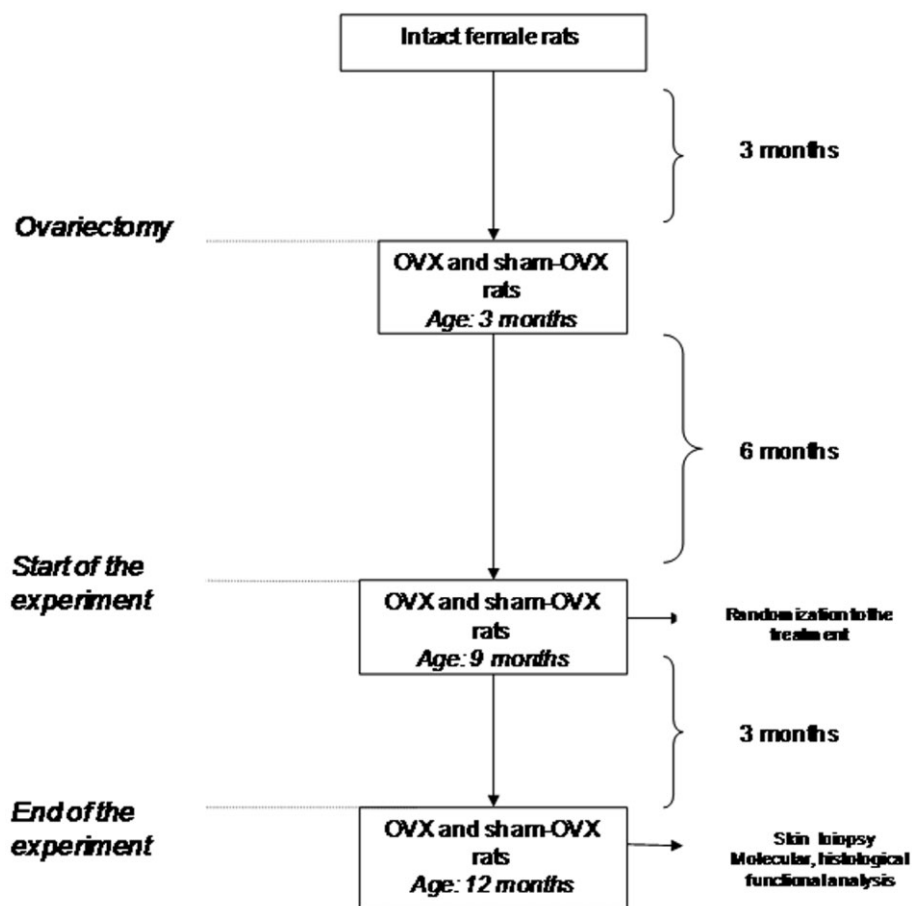 Intact female rats
3 months
Ovariectomy
OVX and sham-OVX
rats
Age: 3 months
6 months
Start of the
experiment
OVX and sham-OVX
rats
Age: 9 months
Randomization to the
treatment
3 months
End of the
experiment
OVX and sham-OVX
rats
Age: 12 months
Skin biopsy
Molecular, histological
functional analysis